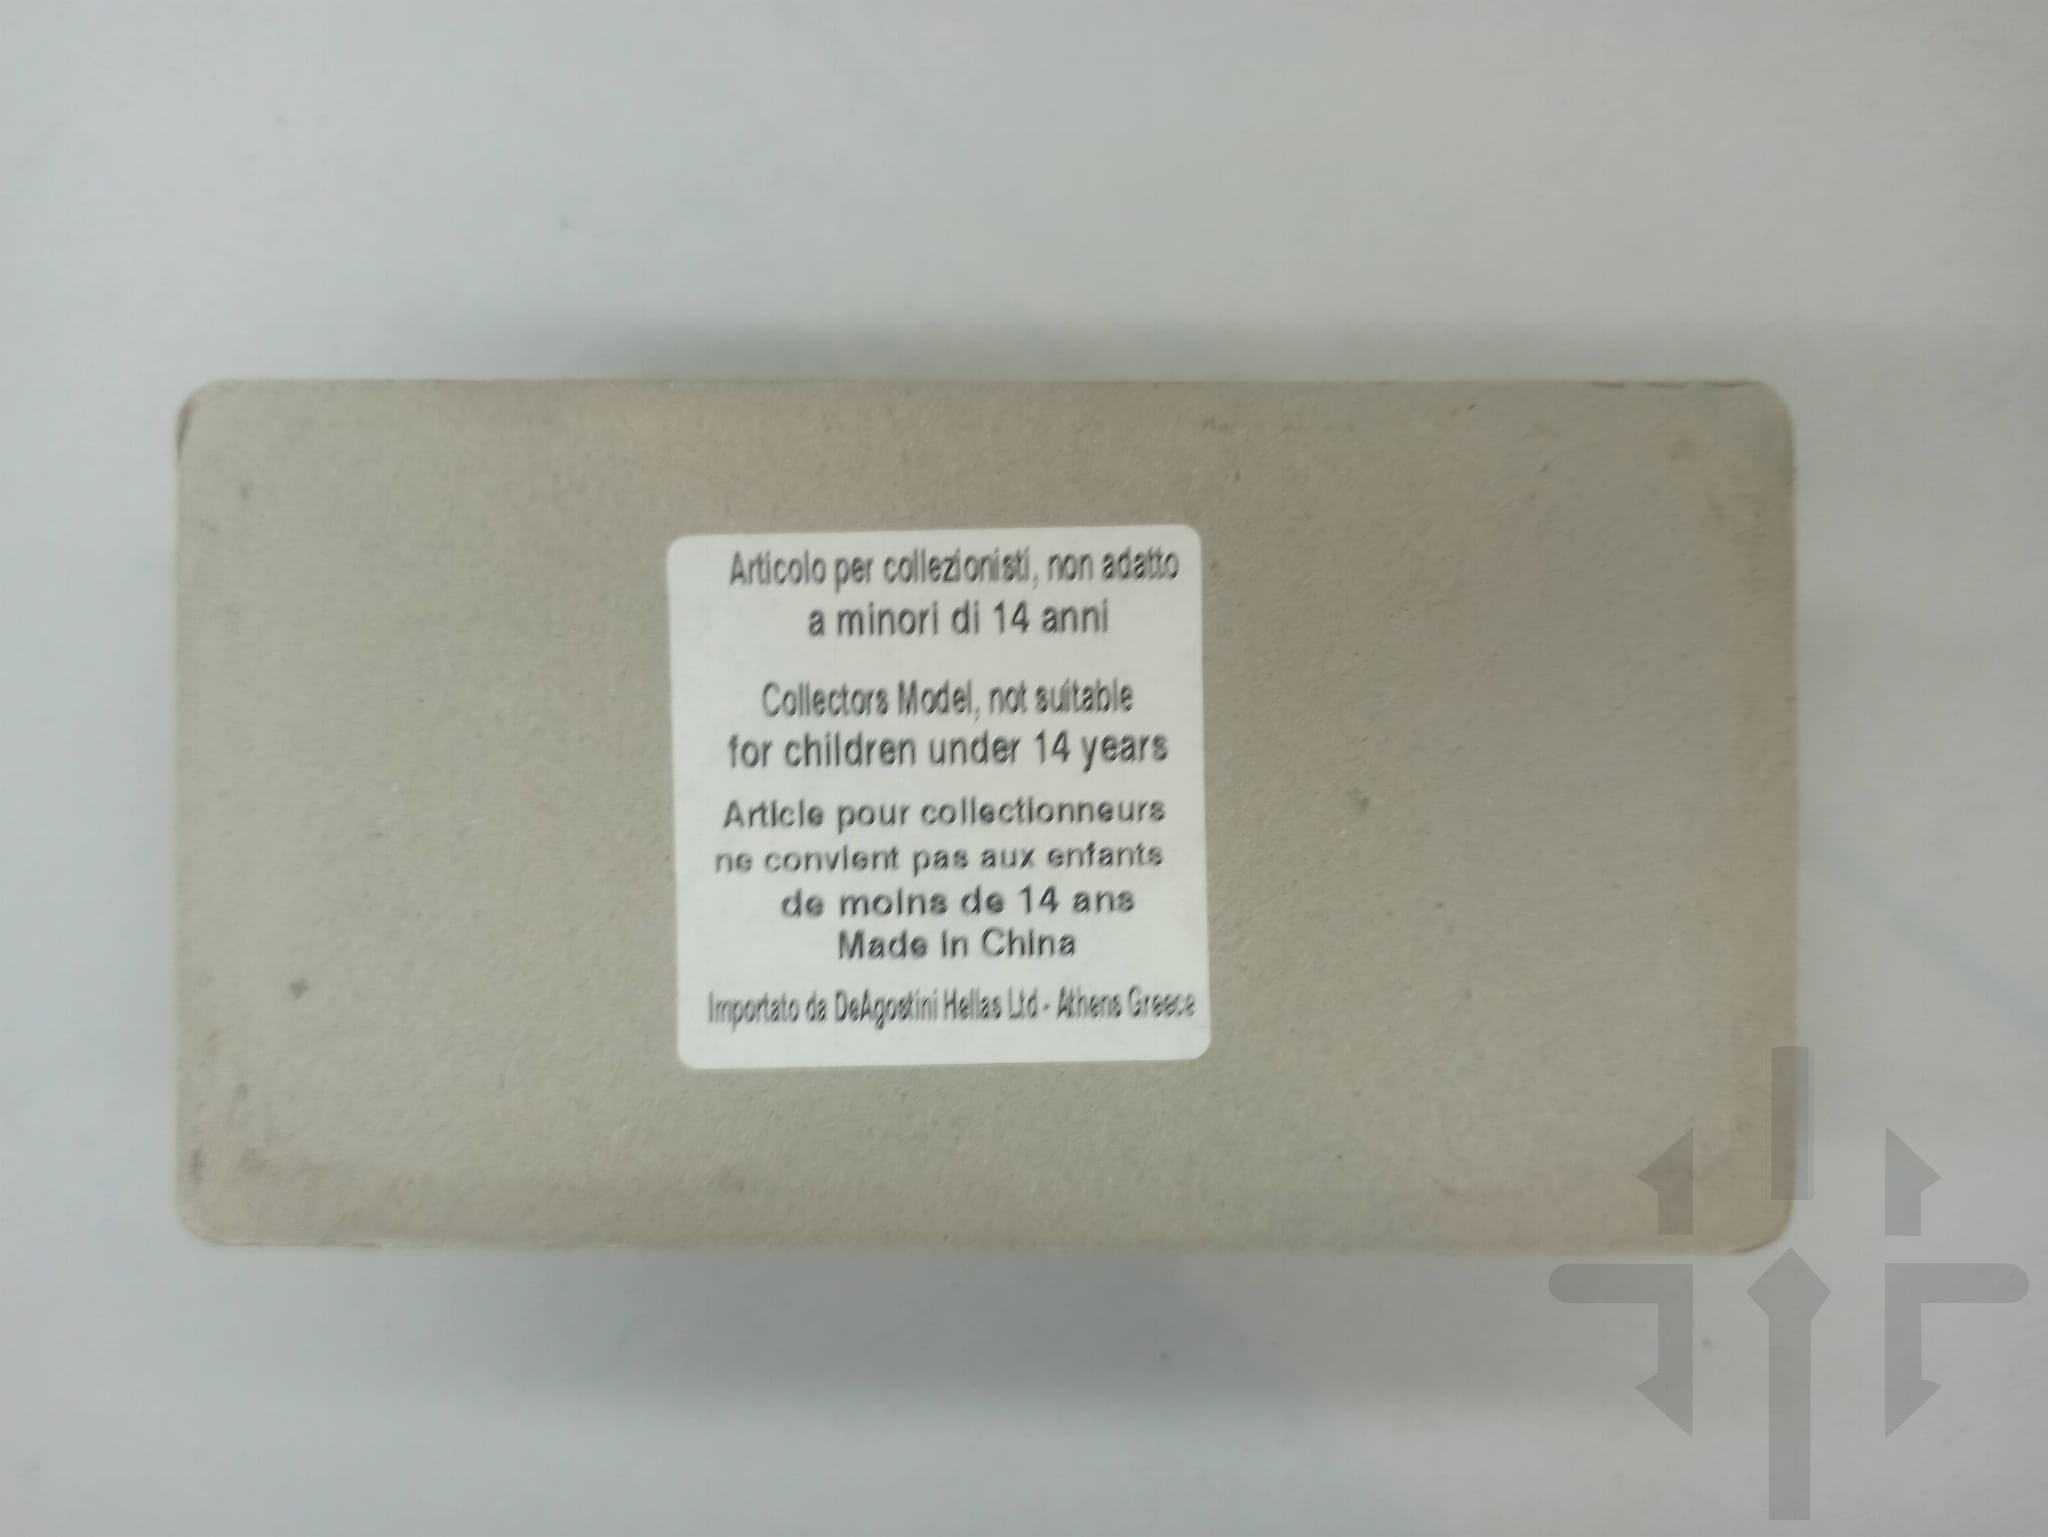 Articolo per collezionisti, non adatto
a minori di 14 anni
Collectors Model, not suitable
for children under 14 years
Article pour collectionneurs
ne convient pas aux enfants
de moins de 14 ans
Made in China
Importato da DeAgostini Hellas Ltd - Athens Greece